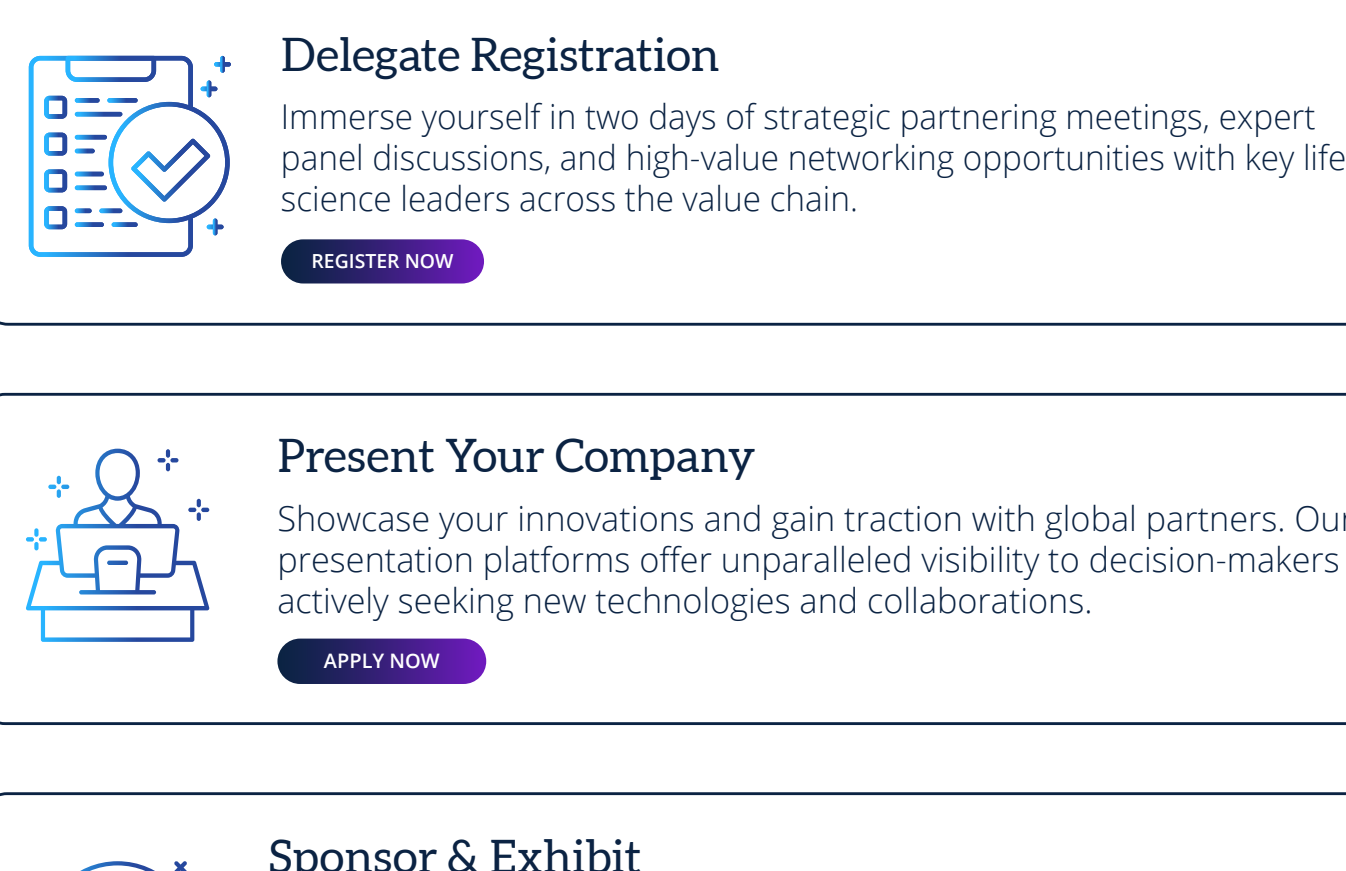 Delegate Registration
Immerse yourself in two days of strategic partnering meetings, expert
panel discussions, and high-value networking opportunities with key life
science leaders across the value chain.
REGISTER NOW
Present Your Company
Showcase your innovations and gain traction with global partners. Our
presentation platforms offer unparalleled visibility to decision-makers
actively seeking new technologies and collaborations.
APPLY NOW
Sponsor & Exhibit